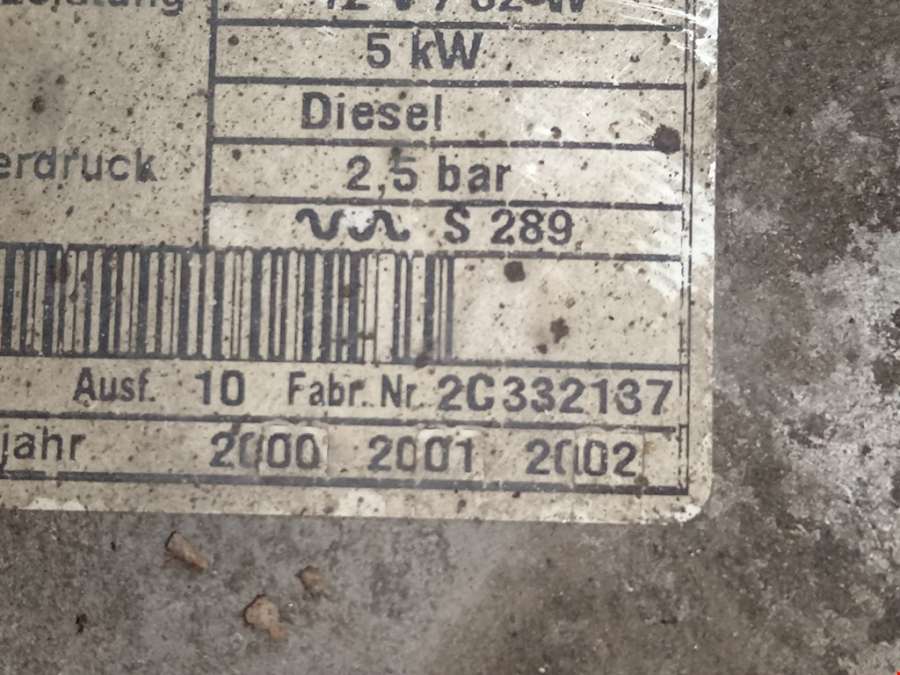 5 kW
Diesel
erdruck 2,5 bar
S 289
Ausf. 10 Fabr. Nr. 2C332137
jahr 2000 2001 2002